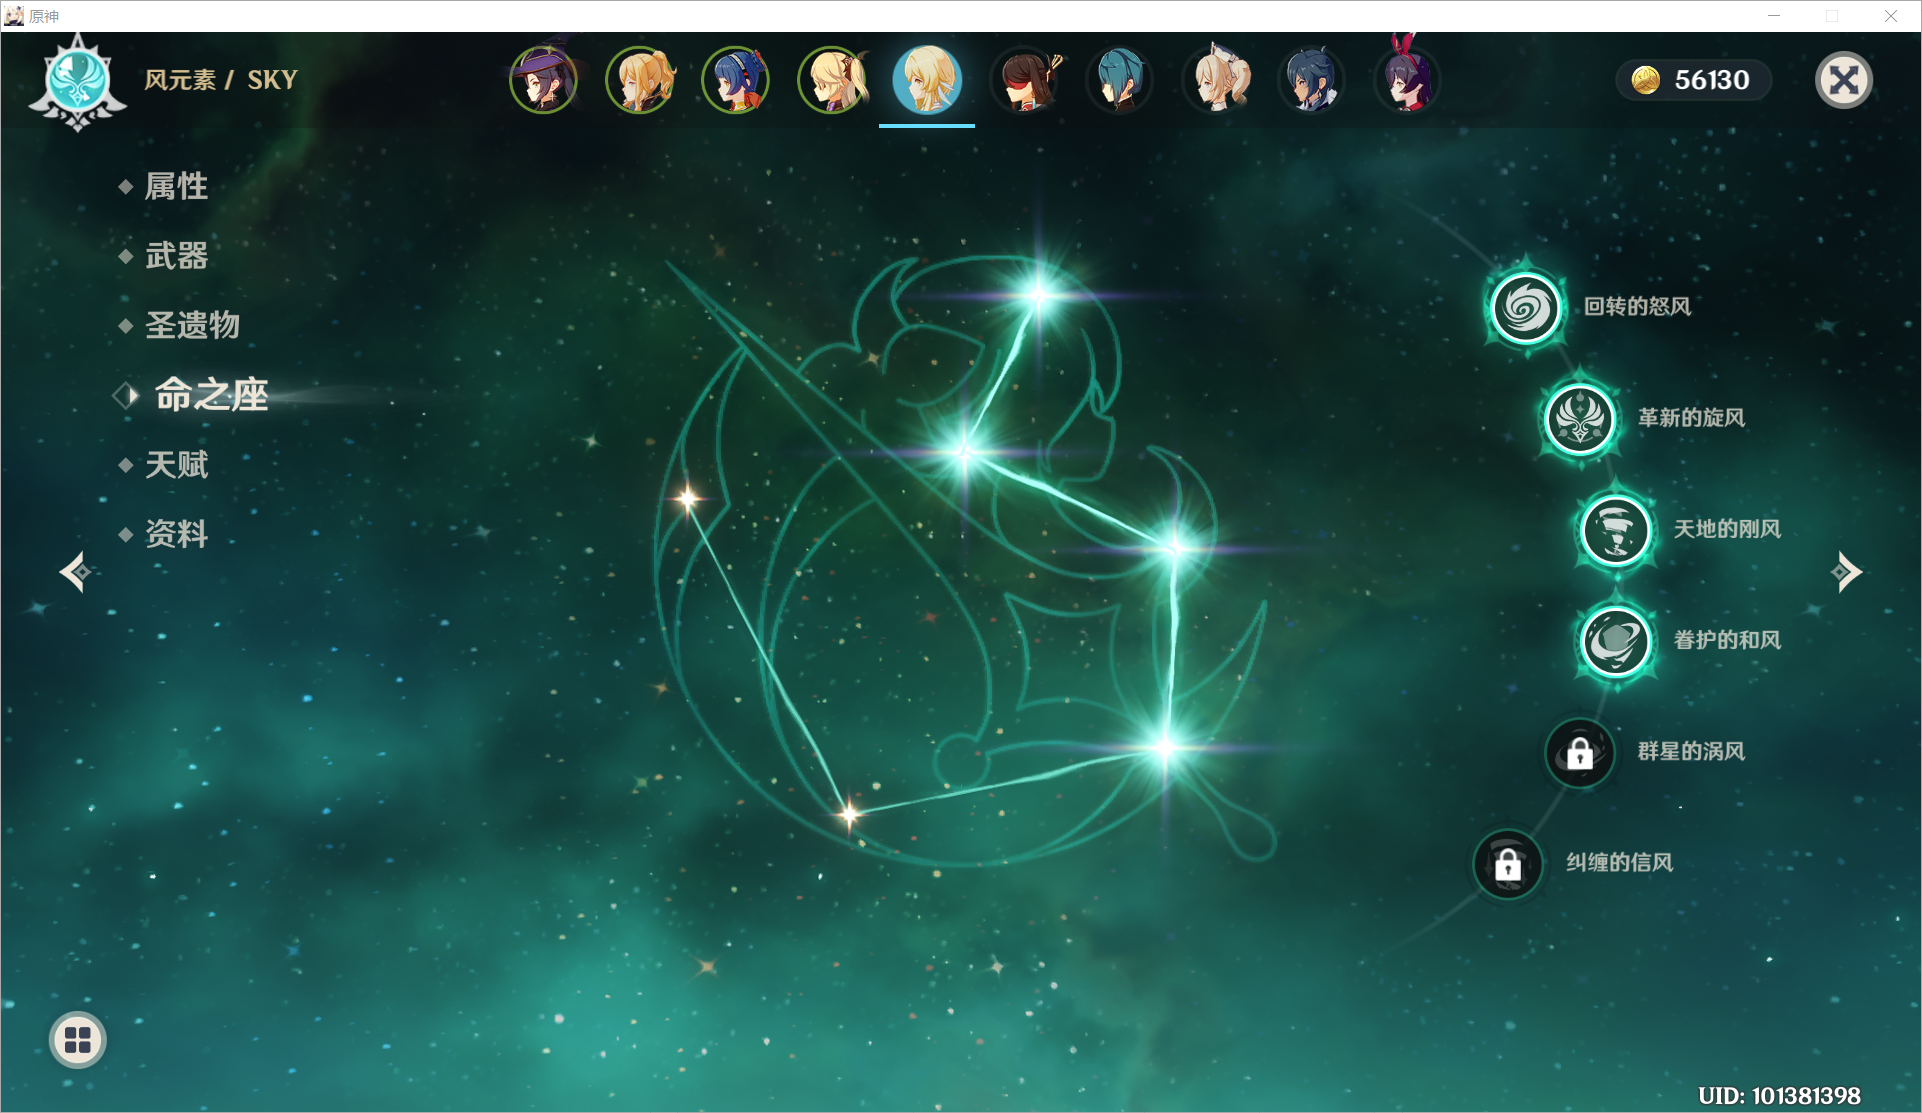 原神
风元素 / SKY
56130
属性
武器
圣遗物
命之座
天赋
资料
回转的怒风
革新的旋风
天地的刚风
眷护的和风
群星的涡风
纠缠的信风
UID: 101381398